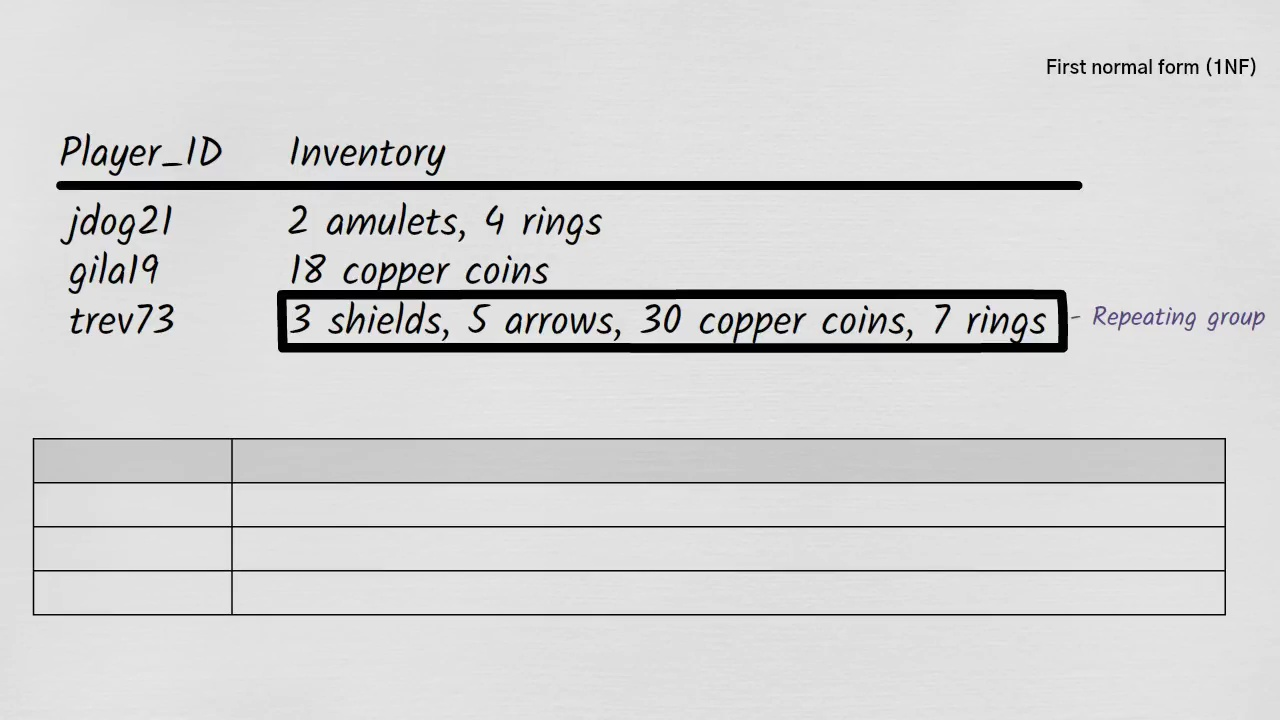 First normal form (1NF)
Player_ID Inventory
jdog21 2 amulets, 4 rings
gila19 18 copper coins
trev73 3 shields, 5 arrows, 30 copper coins, 7 rings - Repeating group